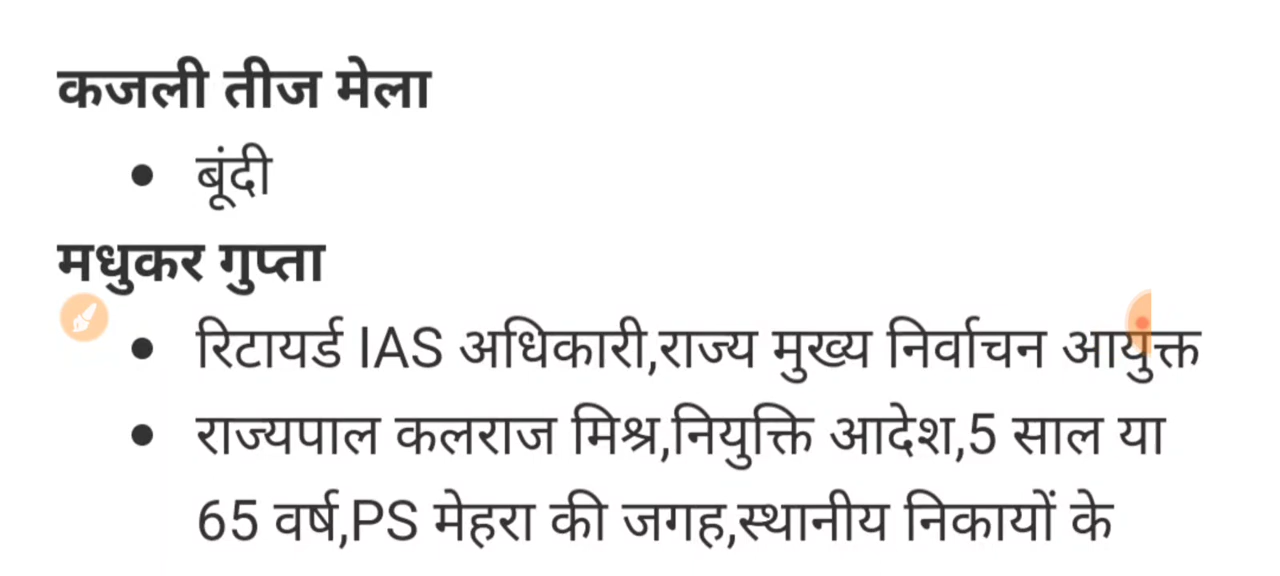 कजली तीज मेला
• बूंदी
मधुकर गुप्ता
• रिटायर्ड IAS अधिकारी,राज्य मुख्य निर्वाचन आयुक्त
• राज्यपाल कलराज मिश्र,नियुक्ति आदेश,5 साल या
65 वर्ष,PS मेहरा की जगह,स्थानीय निकायों के